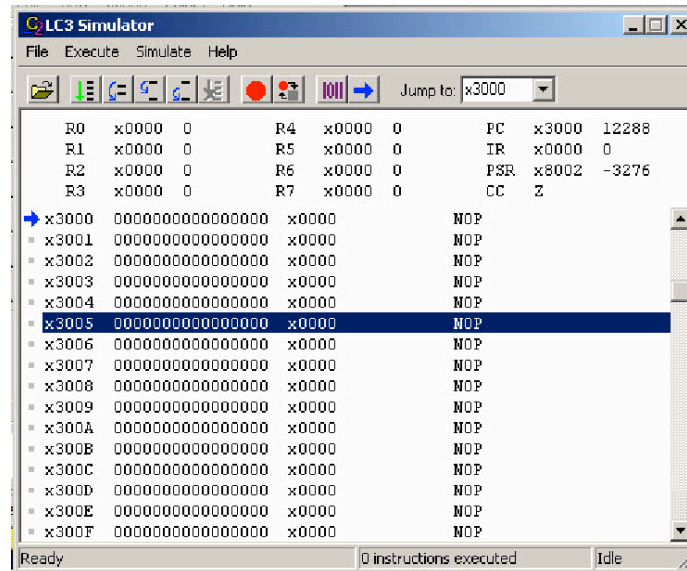 LC3 Simulator
File Execute Simulate Help
Jump to: x3000
R0 x0000 0 R4 x0000 0 PC x3000 12288
R1 x0000 0 R5 x0000 0 IR x0000 0
R2 x0000 0 R6 x0000 0 PSR x8002 -3276
R3 x0000 0 R7 x0000 0 CC Z
x3000 0000000000000000 x0000 NOP
x3001 0000000000000000 x0000 NOP
x3002 0000000000000000 x0000 NOP
x3003 0000000000000000 x0000 NOP
x3004 0000000000000000 x0000 NOP
x3005 0000000000000000 x0000 NOP
x3006 0000000000000000 x0000 NOP
x3007 0000000000000000 x0000 NOP
x3008 0000000000000000 x0000 NOP
x3009 0000000000000000 x0000 NOP
x300A 0000000000000000 x0000 NOP
x300B 0000000000000000 x0000 NOP
x300C 0000000000000000 x0000 NOP
x300D 0000000000000000 x0000 NOP
x300E 0000000000000000 x0000 NOP
x300F 0000000000000000 x0000 NOP
Ready 0 instructions executed Idle